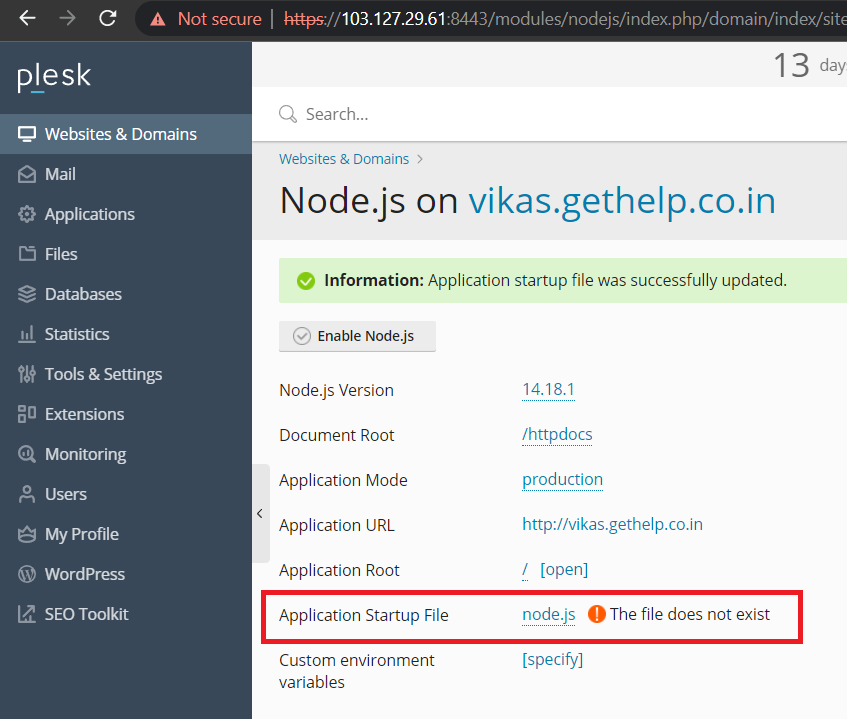 Not secure | https://103.127.29.61:8443/modules/nodejs/index.php/domain/index/site
plesk
13 days
Search...
Websites & Domains
Mail
Applications
Files
Databases
Statistics
Tools & Settings
Extensions
Monitoring
Users
My Profile
WordPress
SEO Toolkit
Websites & Domains >
Node.js on vikas.gethelp.co.in
Information: Application startup file was successfully updated.
Enable Node.js
Node.js Version 14.18.1
Document Root /httpdocs
Application Mode production
Application URL http://vikas.gethelp.co.in
Application Root / [open]
Application Startup File node.js The file does not exist
Custom environment [specify]
variables